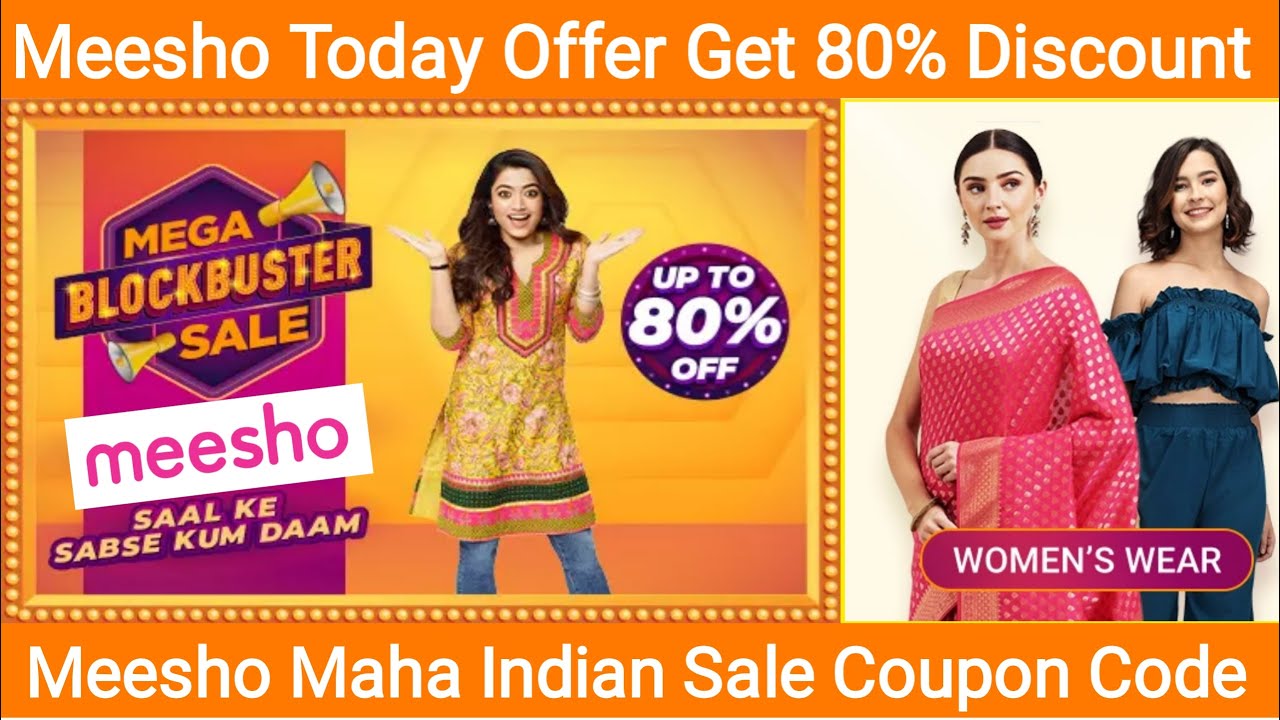 Meesho Today Offer Get 80% Discount
MEGA
BLOCKBUSTER
SALE
meesho
SAAL KE
SABSE KUM DAAM
UP TO
80%
OFF
WOMEN'S WEAR
Meesho Maha Indian Sale Coupon Code